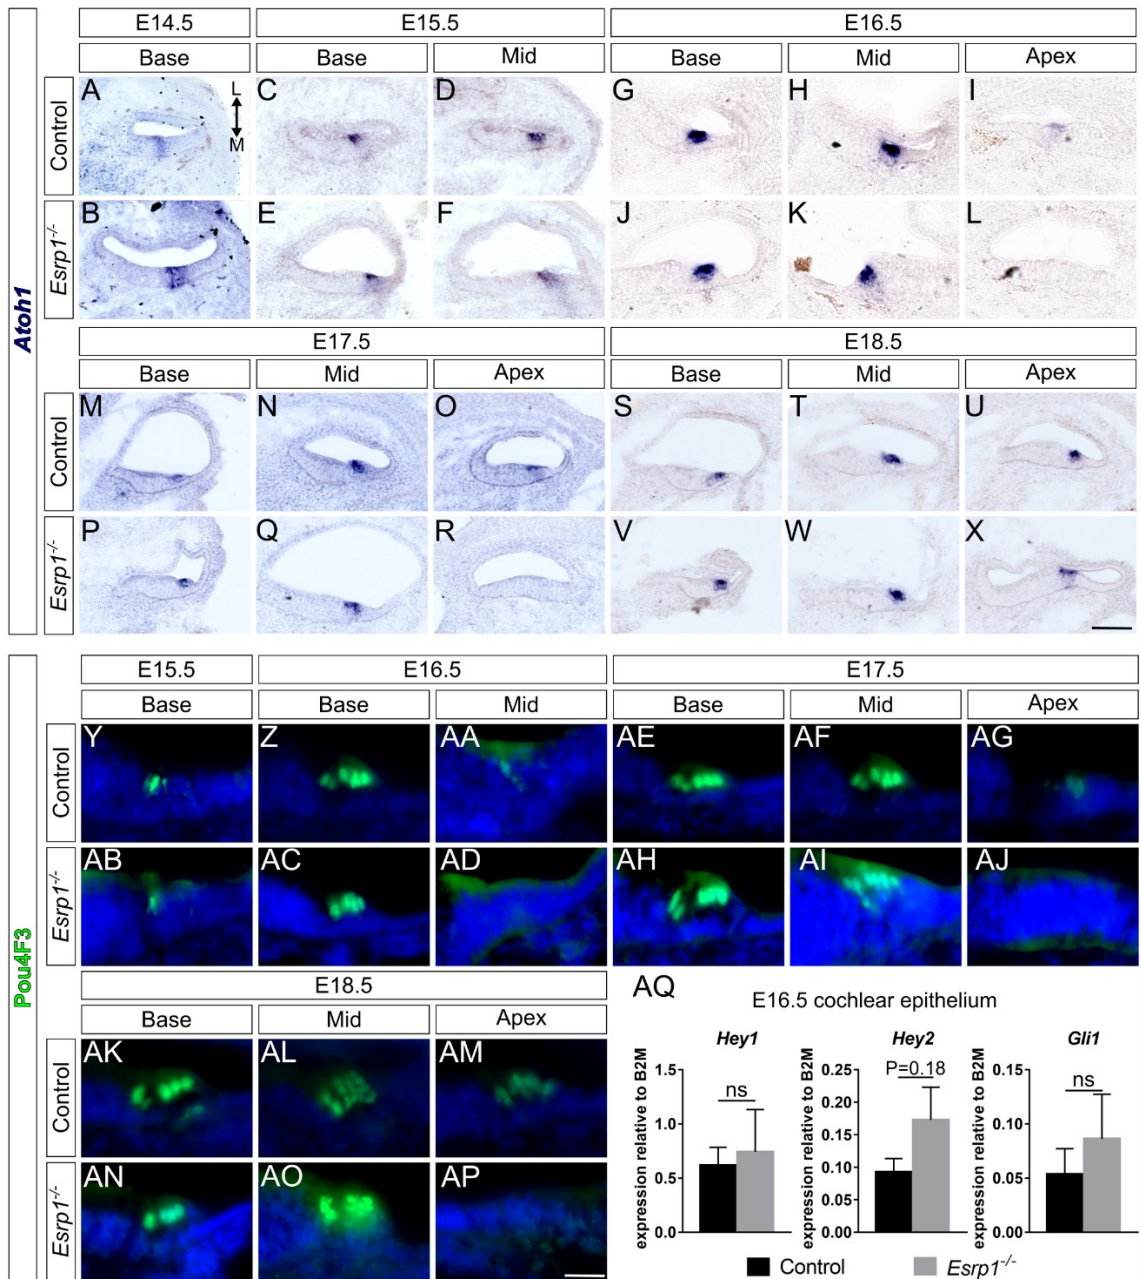 E14.5 E15.5 E16.5
Base Base Mid Base Mid Apex
Atoh1
Control
A L M C D G H I
Esrp1-/-
B E F J K L
E17.5 E18.5
Base Mid Apex Base Mid Apex
Control
M N O S T U
Esrp1-/-
P Q R V W X
E15.5 E16.5 E17.5
Base Base Mid Base Mid Apex
Pou4F3
Control
Y Z AA AE AF AG
Esrp1-/-
AB AC AD AH AI AJ
E18.5
Base Mid Apex
Control
AK AL AM
Esrp1-/-
AN AO AP
AQ
E16.5 cochlear epithelium
Hey1
expression relative to B2M
1.5
1.0
0.5
0.0
ns
Hey2
expression relative to B2M
0.25
0.20
0.15
0.10
0.05
0.00
P=0.18
Gli1
expression relative to B2M
0.15
0.10
0.05
0.00
ns
Control Esrp1-/-